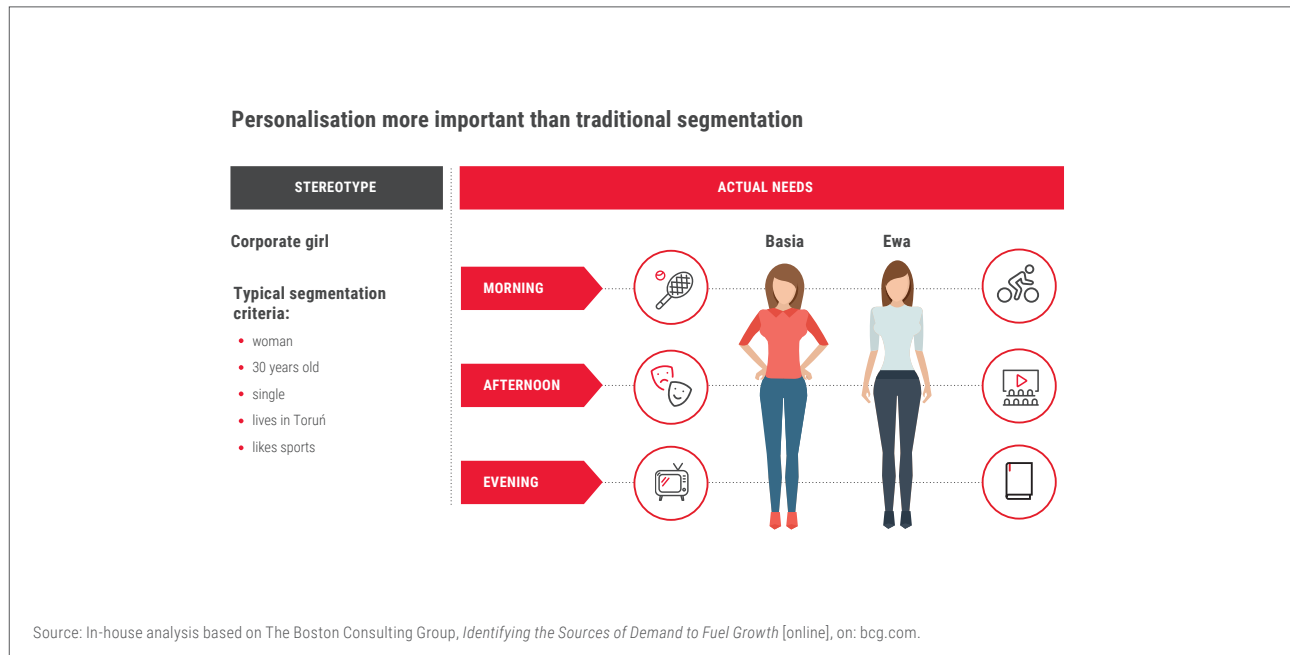 Personalisation more important than traditional segmentation
STEREOTYPE
ACTUAL NEEDS
Corporate girl
Typical segmentation
criteria:
• woman
• 30 years old
• single
• lives in Toruń
• likes sports
Basia
Ewa
MORNING
AFTERNOON
EVENING
Source: In-house analysis based on The Boston Consulting Group, Identifying the Sources of Demand to Fuel Growth [online], on: bcg.com.